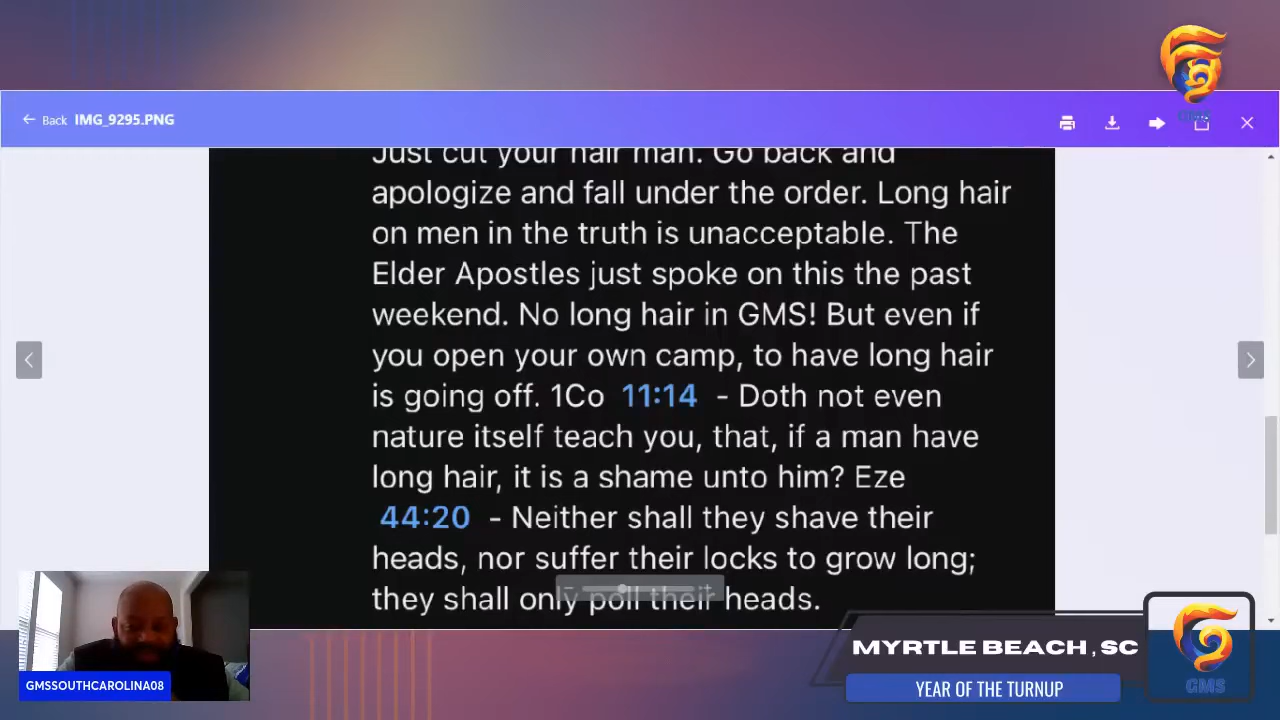 Back IMG_9295.PNG
Just cut your hair man. Go back and
apologize and fall under the order. Long hair
on men in the truth is unacceptable. The
Elder Apostles just spoke on this the past
weekend. No long hair in GMS! But even if
you open your own camp, to have long hair
is going off. 1Co 11:14 - Doth not even
nature itself teach you, that, if a man have
long hair, it is a shame unto him? Eze
44:20 - Neither shall they shave their
heads, nor suffer their locks to grow long;
they shall only poll their heads.
GMSSOUTHCAROLINA08
MYRTLE BEACH, SC
YEAR OF THE TURNUP
GMS
GMS